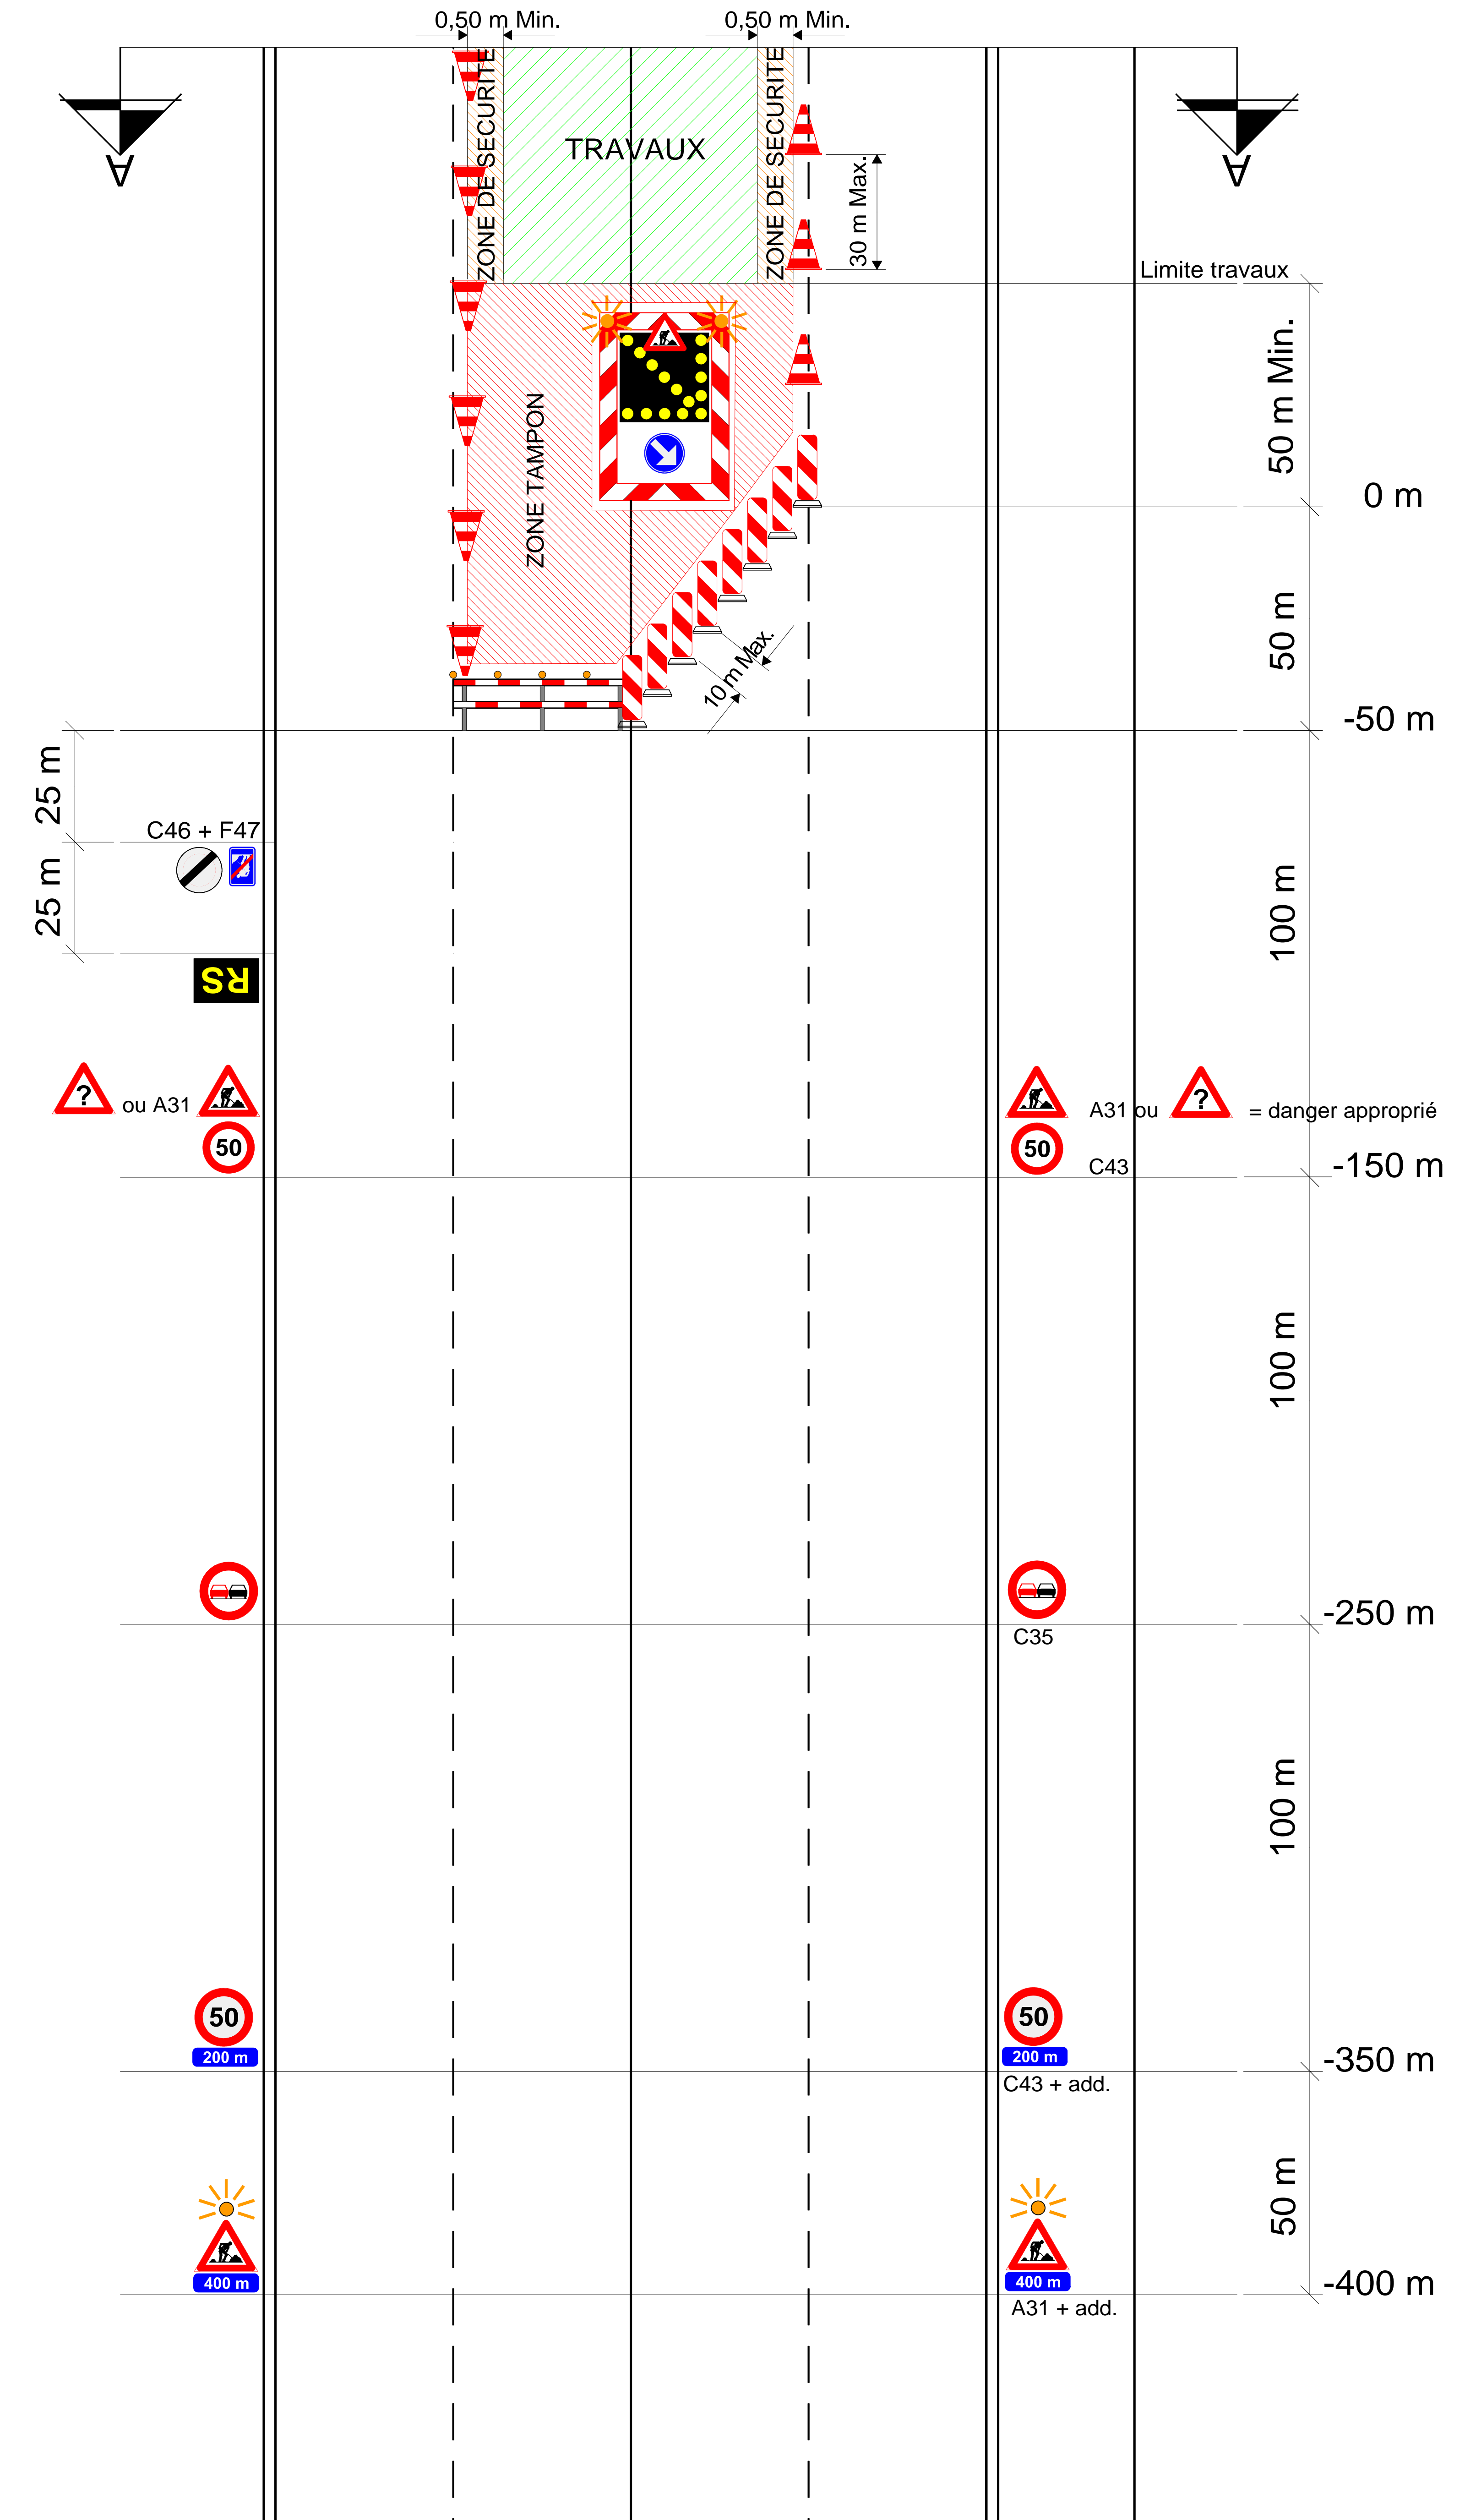 0,50 m Min.
0,50 m Min.
ZONE DE SECURITE
TRAVAUX
ZONE DE SECURITE
A
A
30 m Max.
Limite travaux
50 m Min.
ZONE TAMPON
0 m
50 m
10 m Max.
-50 m
25 m
C46 + F47
25 m
100 m
RS
? ou A31
A31 ou ? = danger approprié
50
50
C43
-150 m
100 m
-250 m
C35
100 m
50
50
200 m
200 m
-350 m
C43 + add.
50 m
400 m
400 m
-400 m
A31 + add.